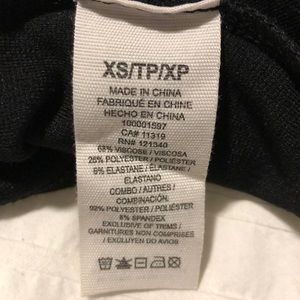 XS/TP/XP
MADE IN CHINA
FABRIQUÉ EN CHINE
HECHO EN CHINA
100001597
CA# 11319
RN# 121340
68% VISCOSE / VISCOSA
26% POLYESTER / POLIÉSTER
6% ELASTANE / ÉLASTANE /
ELASTANO
COMBO / AUTRES /
COMBINACIÓN:
92% POLYESTER / POLIÉSTER
8% SPANDEX
EXCLUSIVE OF TRIMS /
GARNITURES NON COMPRISES
/ EXCLUYEN DO AVIOS